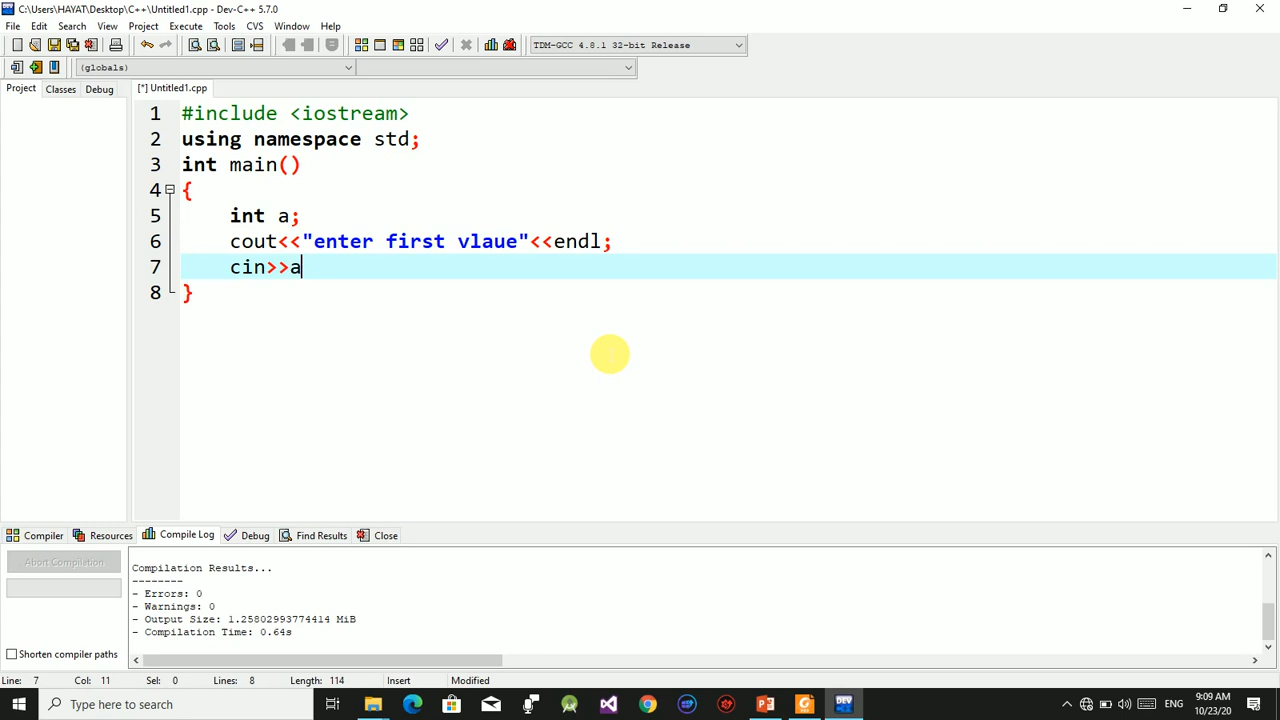 C:\Users\HAYAT\Desktop\C++\Untitled1.cpp - Dev-C++ 5.7.0
File Edit Search View Project Execute Tools CVS Window Help
TDM-GCC 4.8.1 32-bit Release
(globals)
Project Classes Debug [*] Untitled1.cpp
1 #include <iostream>
2 using namespace std;
3 int main()
4 {
5 int a;
6 cout<<"enter first vlaue"<<endl;
7 cin>>a
8 }
Compiler Resources Compile Log Debug Find Results Close
Abort Compilation
Compilation Results...
--------
- Errors: 0
- Warnings: 0
- Output Size: 1.25802993774414 MiB
- Compilation Time: 0.64s
Shorten compiler paths
Line: 7 Col: 11 Sel: 0 Lines: 8 Length: 114 Insert Modified
Type here to search
ENG
9:09 AM
10/23/20
DEV